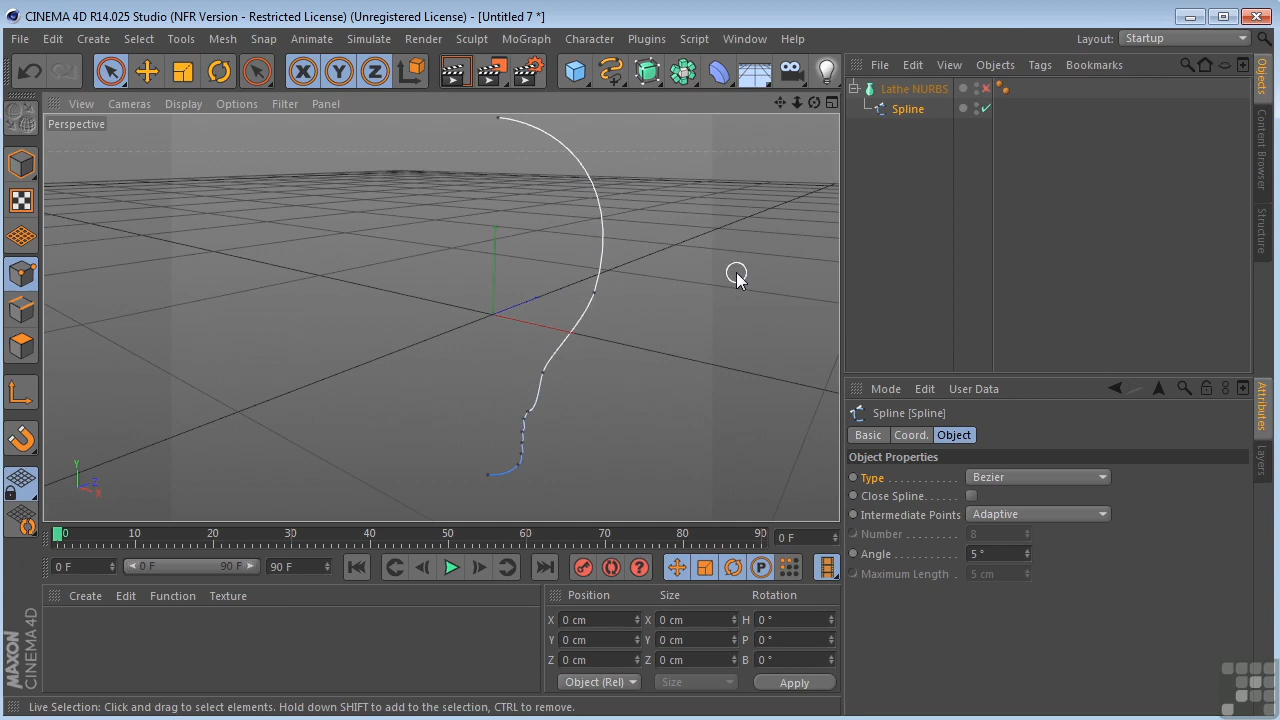 CINEMA 4D R14.025 Studio (NFR Version - Restricted License) (Unregistered License) - [Untitled 7 *]
File Edit Create Select Tools Mesh Snap Animate Simulate Render Sculpt MoGraph Character Plugins Script Window Help Layout: Startup
X Y Z
View Cameras Display Options Filter Panel
Perspective
Y Z X
0 10 20 30 40 50 60 70 80 90 0 F
0 F 0 F 90 F 90 F P
Create Edit Function Texture
Position Size Rotation
X 0 cm X 0 cm H 0 °
Y 0 cm Y 0 cm P 0 °
Z 0 cm Z 0 cm B 0 °
Object (Rel) Size Apply
MAXON CINEMA 4D
Live Selection: Click and drag to select elements. Hold down SHIFT to add to the selection, CTRL to remove.
File Edit View Objects Tags Bookmarks
Lathe NURBS
Spline
Objects
Content Browser
Structure
Mode Edit User Data
Spline [Spline]
Basic Coord. Object
Object Properties
Type Bezier
Close Spline
Intermediate Points Adaptive
Number 8
Angle 5 °
Maximum Length 5 cm
Attributes
Layers